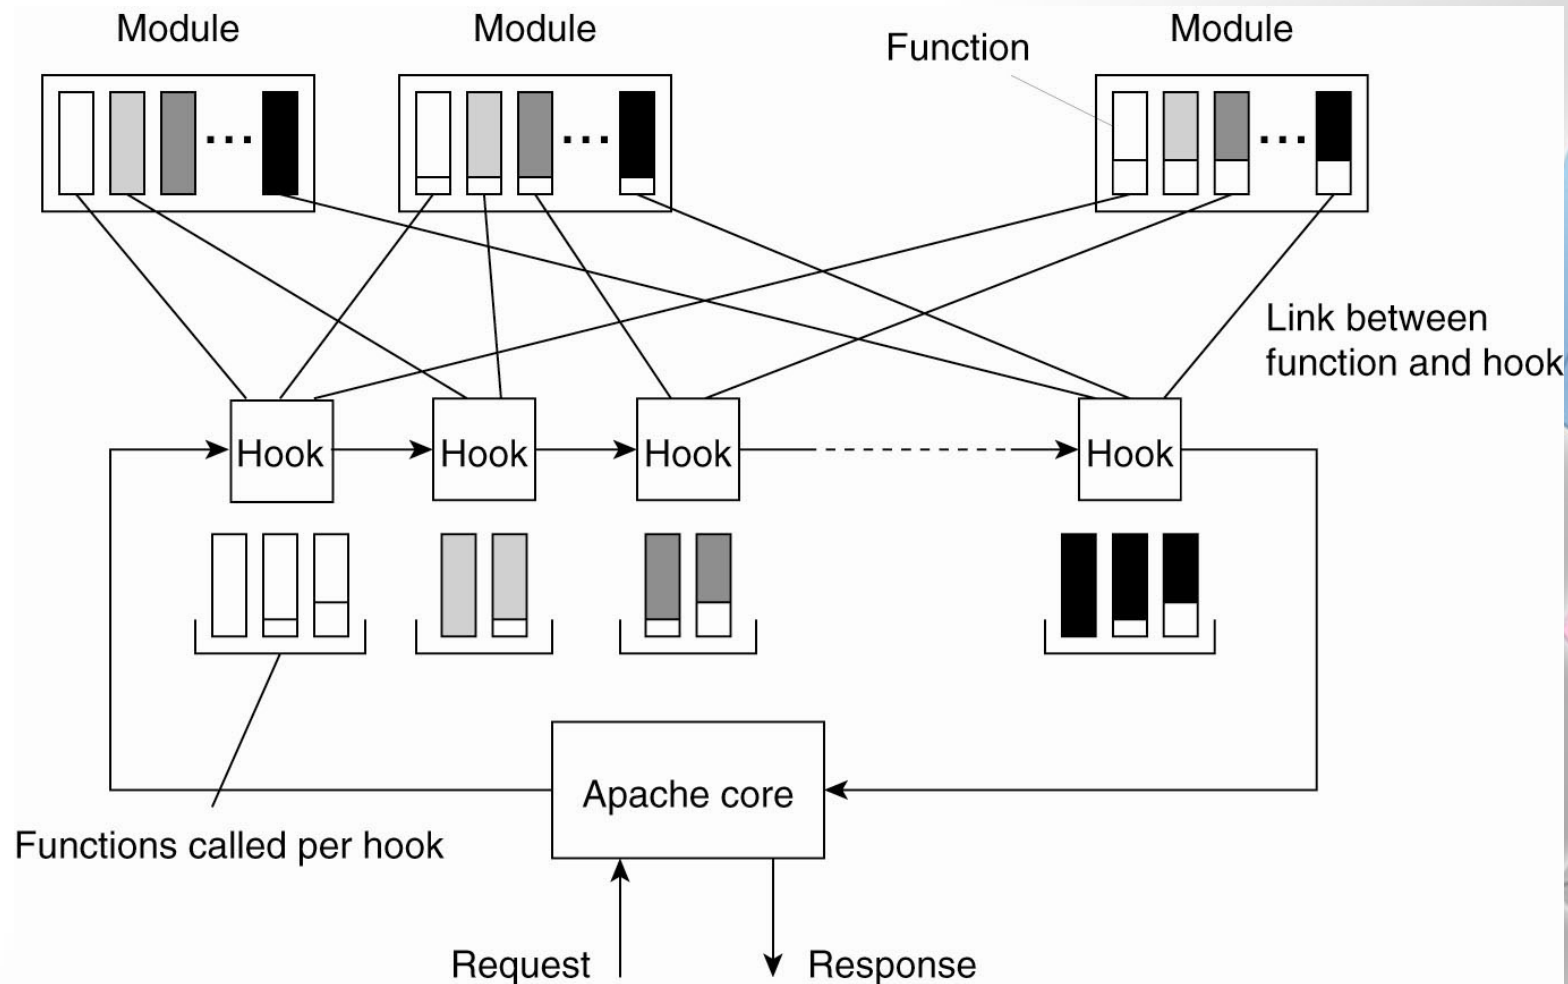 Module
Module
Function
Module
Link between
function and hook
Hook
Hook
Hook
Hook
Apache core
Functions called per hook
Request
Response